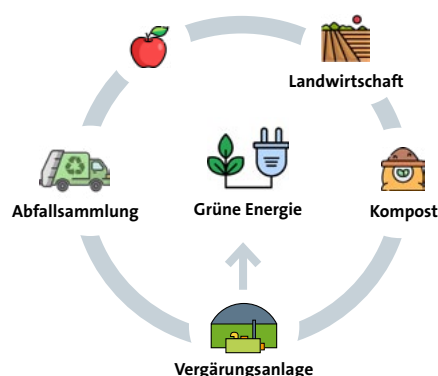 Landwirtschaft
Abfallsammlung
Grüne Energie
Kompost
Vergärungsanlage